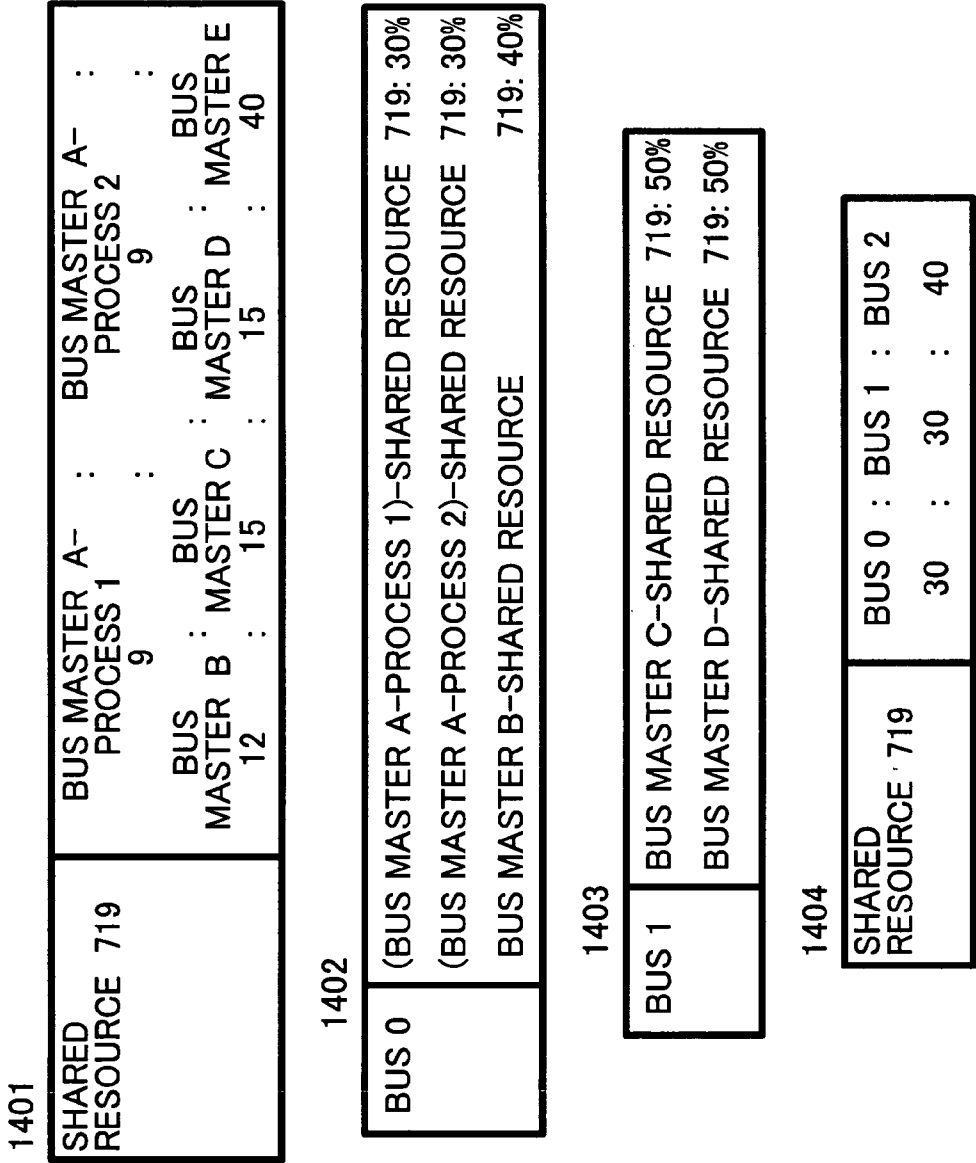 1401
SHARED
RESOURCE 719
BUS MASTER A- : BUS MASTER A- :
PROCESS 1 PROCESS 2
9 : 9 :
BUS BUS BUS BUS
MASTER B : MASTER C : MASTER D : MASTER E
12 : 15 : 15 : 40
1402
BUS 0
(BUS MASTER A-PROCESS 1)-SHARED RESOURCE 719: 30%
(BUS MASTER A-PROCESS 2)-SHARED RESOURCE 719: 30%
BUS MASTER B-SHARED RESOURCE 719: 40%
1403
BUS 1
BUS MASTER C-SHARED RESOURCE 719: 50%
BUS MASTER D-SHARED RESOURCE 719: 50%
1404
SHARED
RESOURCE 719
BUS 0 : BUS 1 : BUS 2
30 : 30 : 40